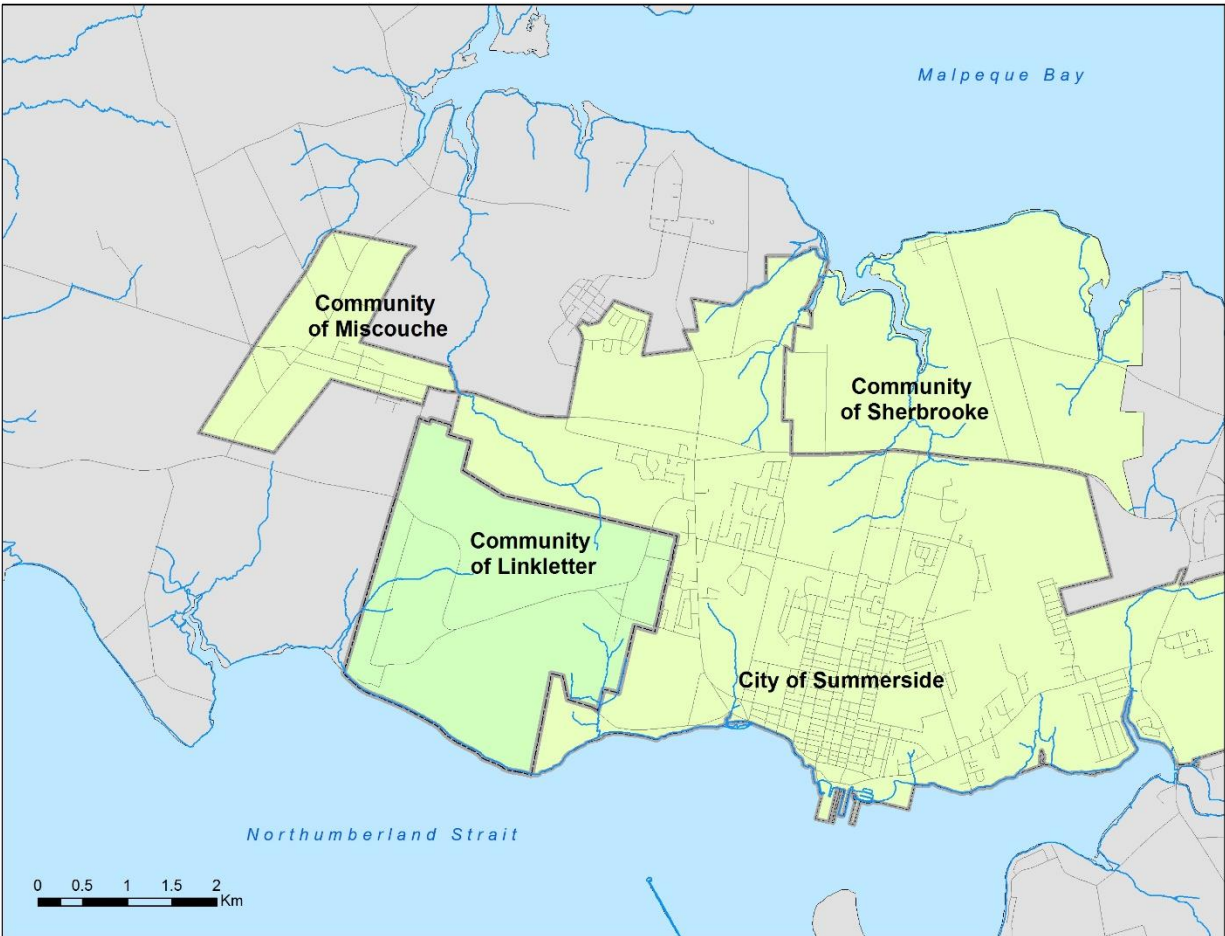 Malpeque Bay
Community
of Miscouche
Community
of Sherbrooke
Community
of Linkletter
City of Summerside
Northumberland Strait
0 0.5 1 1.5 2
Km